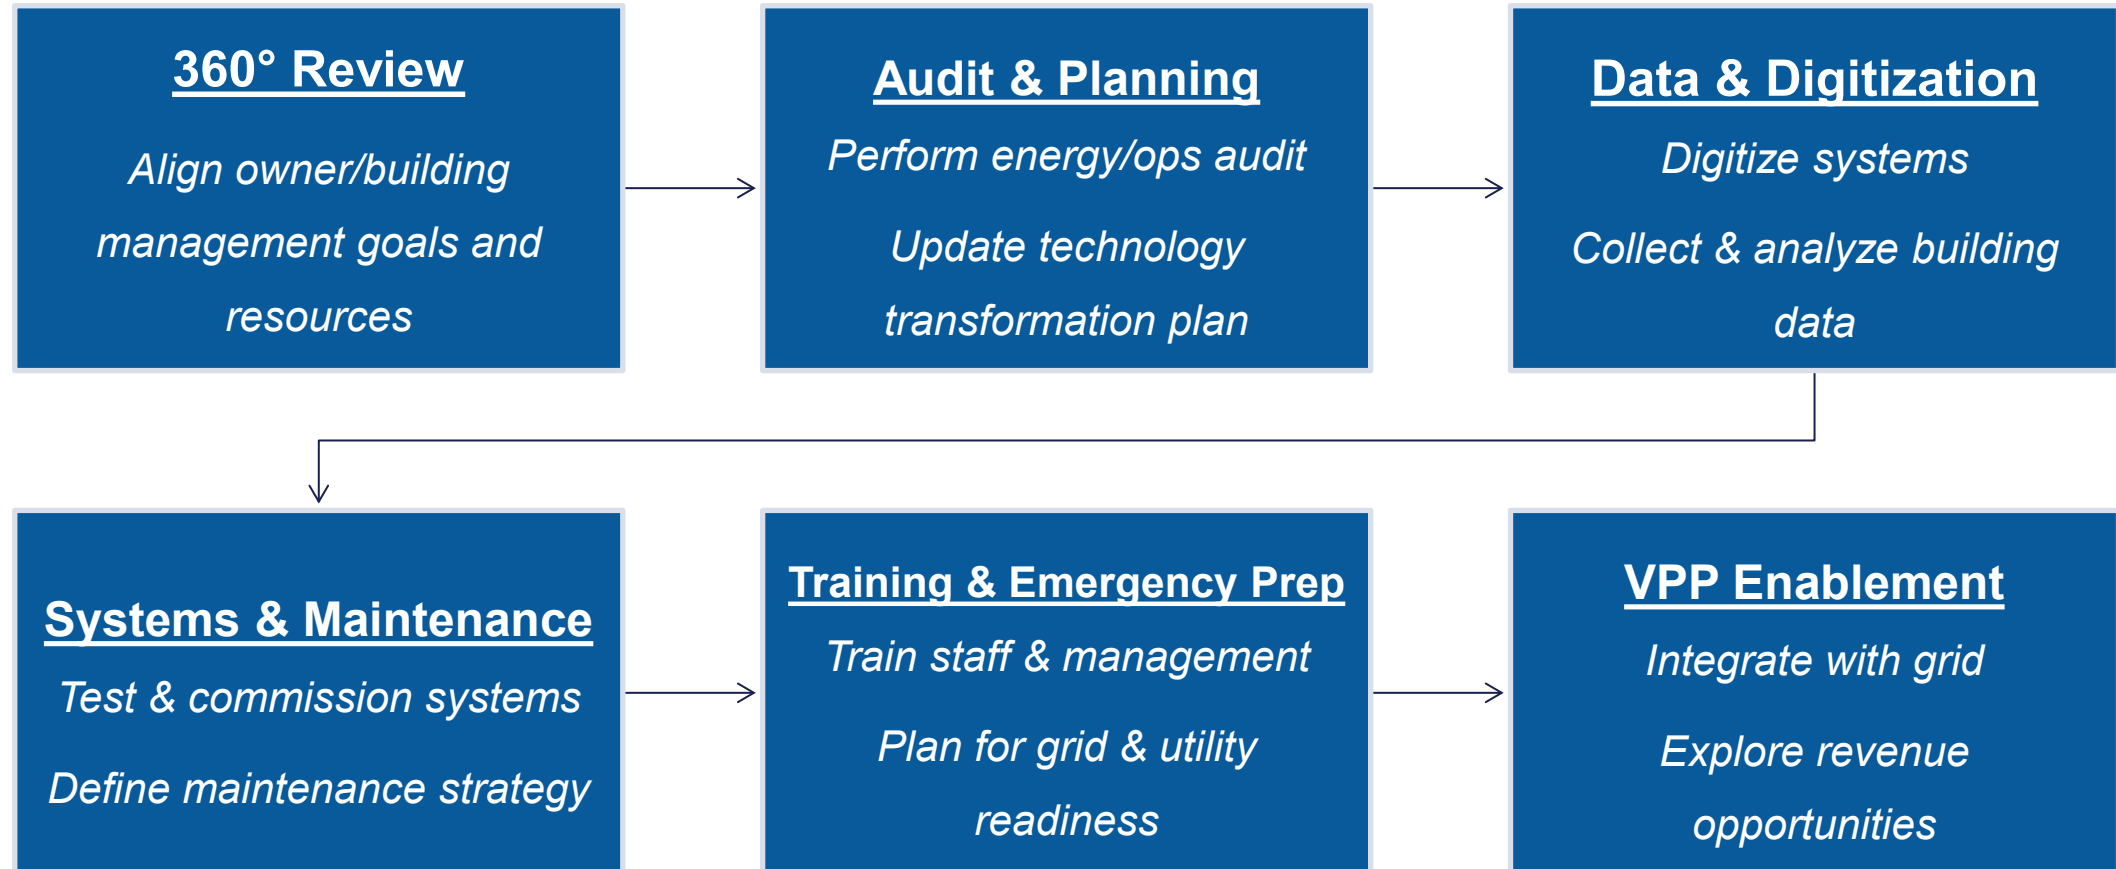 360° Review
Align owner/building
management goals and
resources
Audit & Planning
Perform energy/ops audit
Update technology
transformation plan
Data & Digitization
Digitize systems
Collect & analyze building
data
Systems & Maintenance
Test & commission systems
Define maintenance strategy
Training & Emergency Prep
Train staff & management
Plan for grid & utility
readiness
VPP Enablement
Integrate with grid
Explore revenue
opportunities